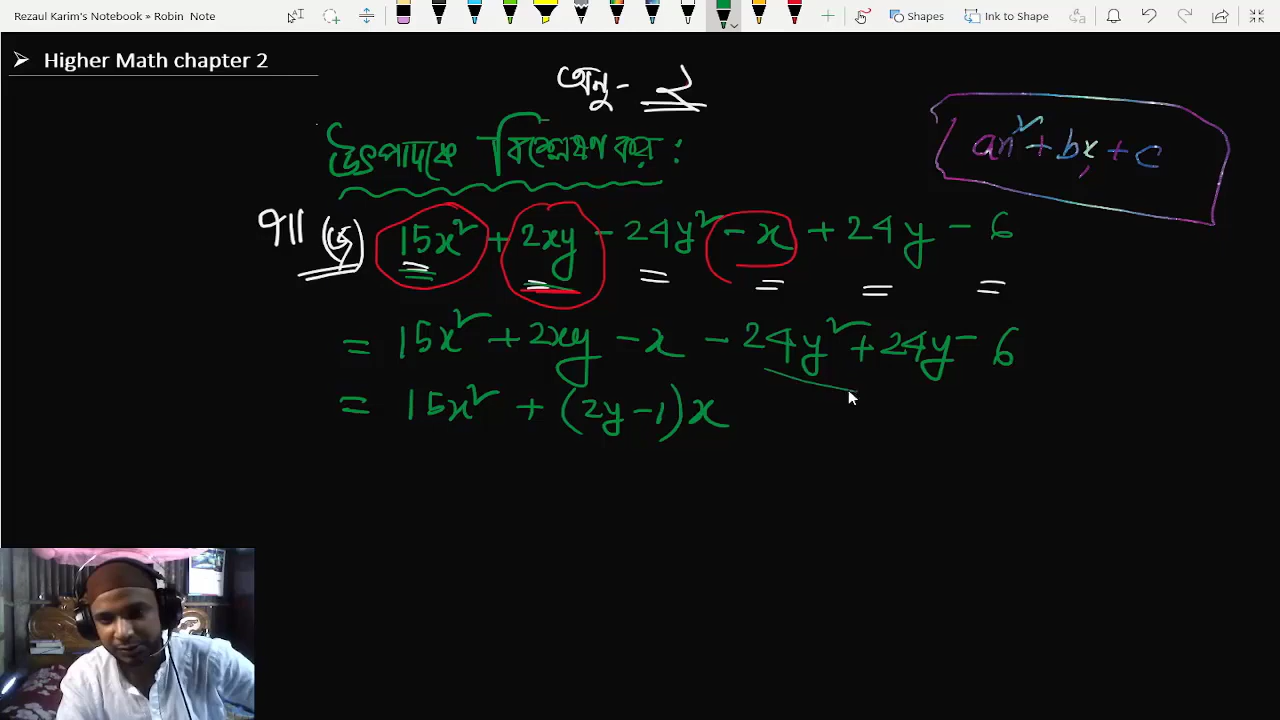 Rezaul Karim's Notebook » Robin Note
Shapes Ink to Shape
➢ Higher Math chapter 2
অনু - ২
ax² + bx + c
উৎপাদকে বিশ্লেষণ কর :
15x² + 2xy - 24y² - x + 24y - 6
= 15x² + 2xy - x - 24y² + 24y - 6
= 15x² + (2y - 1)x